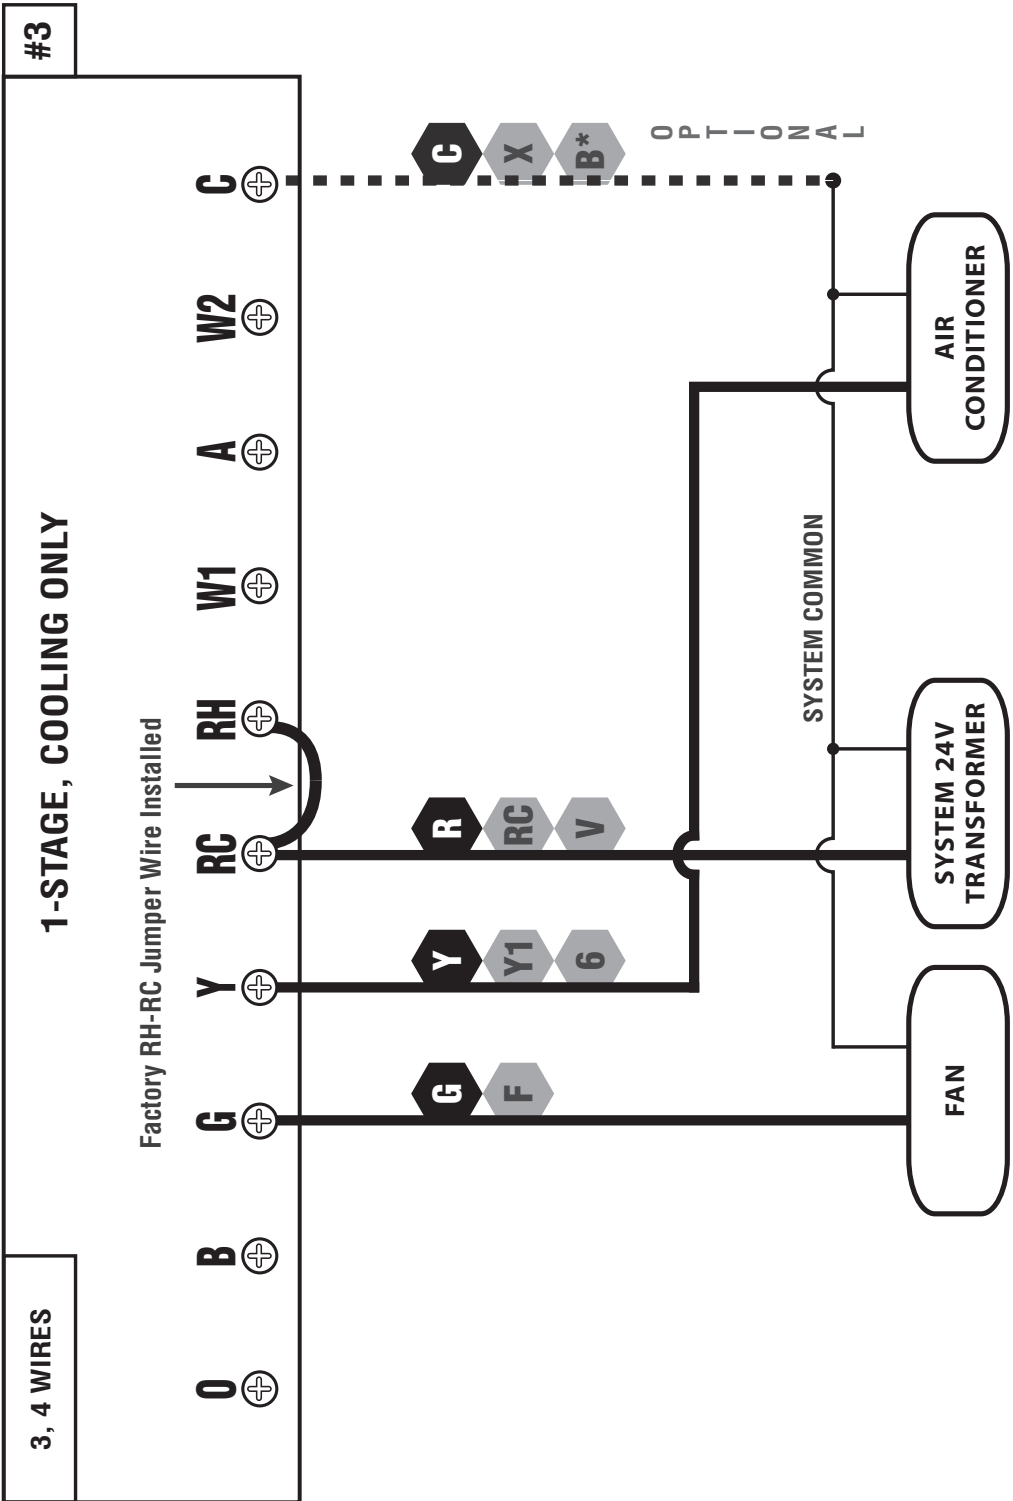 3, 4 WIRES
#3
1-STAGE, COOLING ONLY
Factory RH-RC Jumper Wire Installed
O B G Y RC RH W1 A W2 C
G Y R C
F Y1 RC X
6 V B*
OPTIONAL
SYSTEM COMMON
FAN
SYSTEM 24V
TRANSFORMER
AIR
CONDITIONER